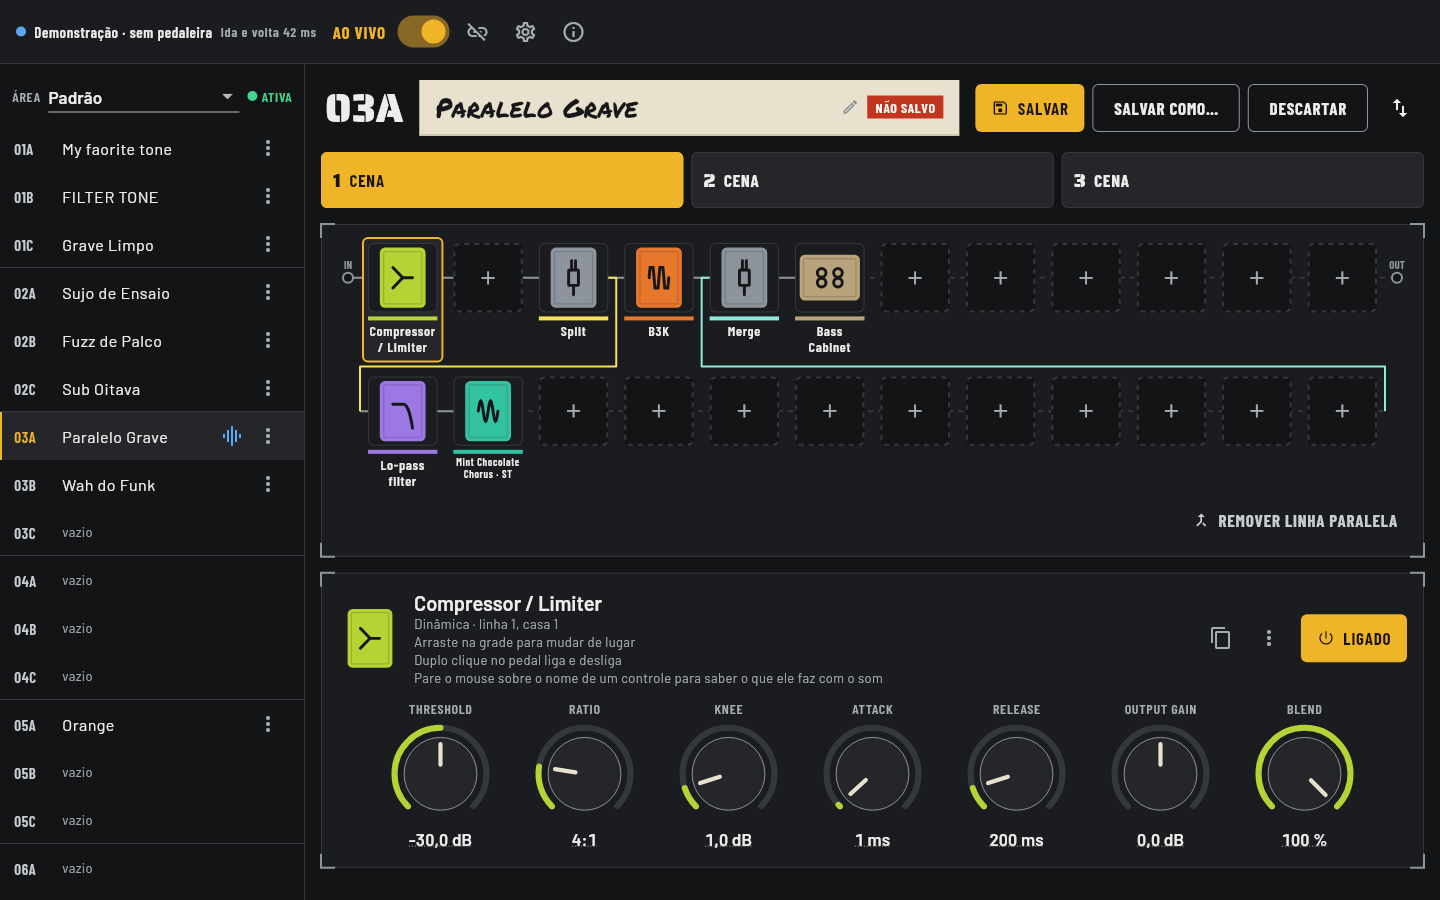 Demonstração · sem pedaleira Ida e volta 42 ms AO VIVO
ÁREA Padrão ATIVA
01A My faorite tone
01B FILTER TONE
01C Grave Limpo
02A Sujo de Ensaio
02B Fuzz de Palco
02C Sub Oitava
03A Paralelo Grave
03B Wah do Funk
03C vazio
04A vazio
04B vazio
04C vazio
05A Orange
05B vazio
05C vazio
06A vazio
03A Paralelo Grave NÃO SALVO SALVAR SALVAR COMO... DESCARTAR
1 CENA
2 CENA
3 CENA
IN
OUT
Compressor
/ Limiter
Split
B3K
Merge
Bass
Cabinet
Lo-pass
filter
Mint Chocolate
Chorus · ST
REMOVER LINHA PARALELA
Compressor / Limiter
Dinâmica · linha 1, casa 1
Arraste na grade para mudar de lugar
Duplo clique no pedal liga e desliga
Pare o mouse sobre o nome de um controle para saber o que ele faz com o som
LIGADO
THRESHOLD RATIO KNEE ATTACK RELEASE OUTPUT GAIN BLEND
-30,0 dB 4:1 1,0 dB 1 ms 200 ms 0,0 dB 100 %